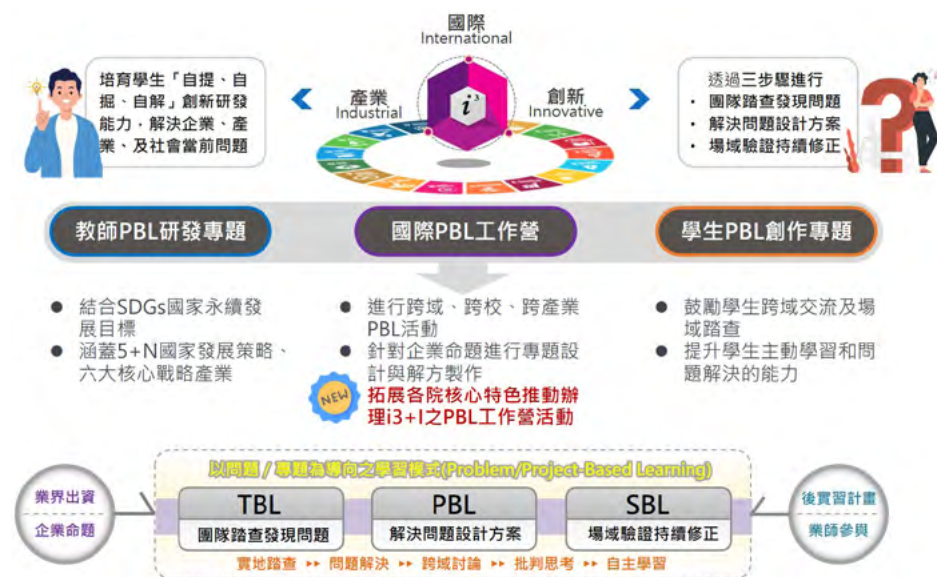 國際
International
產業
Industrial
創新
Innovative
i³
培育學生「自提、自
掘、自解」創新研發
能力，解決企業、產
業、及社會當前問題
透過三步驟進行
• 團隊踏查發現問題
• 解決問題設計方案
• 場域驗證持續修正
教師PBL研發專題
國際PBL工作營
學生PBL創作專題
● 結合SDGs國家永續發
展目標
● 涵蓋5+N國家發展策略、
六大核心戰略產業
● 進行跨域、跨校、跨產業
PBL活動
● 針對企業命題進行專題設
計與解方製作
NEW
拓展各院核心特色推動辦
理i3+I之PBL工作營活動
● 鼓勵學生跨域交流及場
域踏查
● 提升學生主動學習和問
題解決的能力
以問題 / 專題為導向之學習模式(Problem/Project-Based Learning)
業界出資
企業命題
TBL
團隊踏查發現問題
PBL
解決問題設計方案
SBL
場域驗證持續修正
後實習計畫
業師參與
實地踏查 ▸▸ 問題解決 ▸▸ 跨域討論 ▸▸ 批判思考 ▸▸ 自主學習